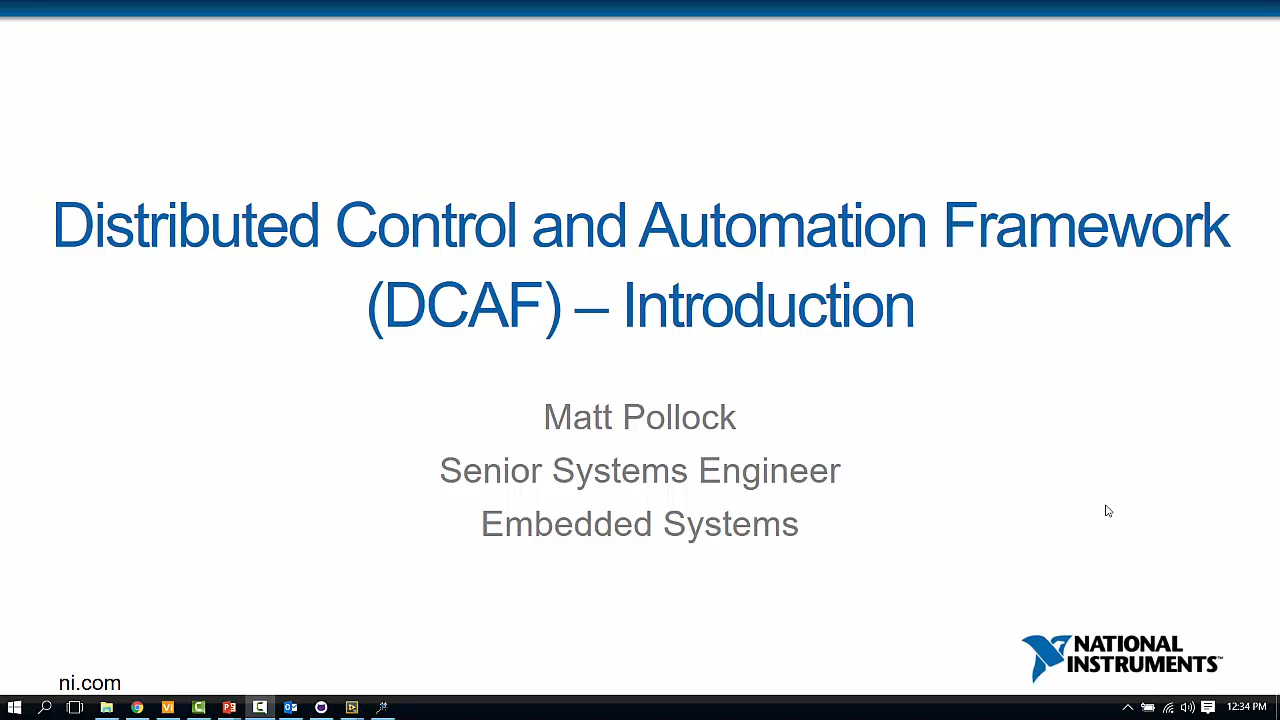 Distributed Control and Automation Framework
(DCAF) – Introduction
Matt Pollock
Senior Systems Engineer
Embedded Systems
NATIONAL
INSTRUMENTS™
ni.com
12:34 PM